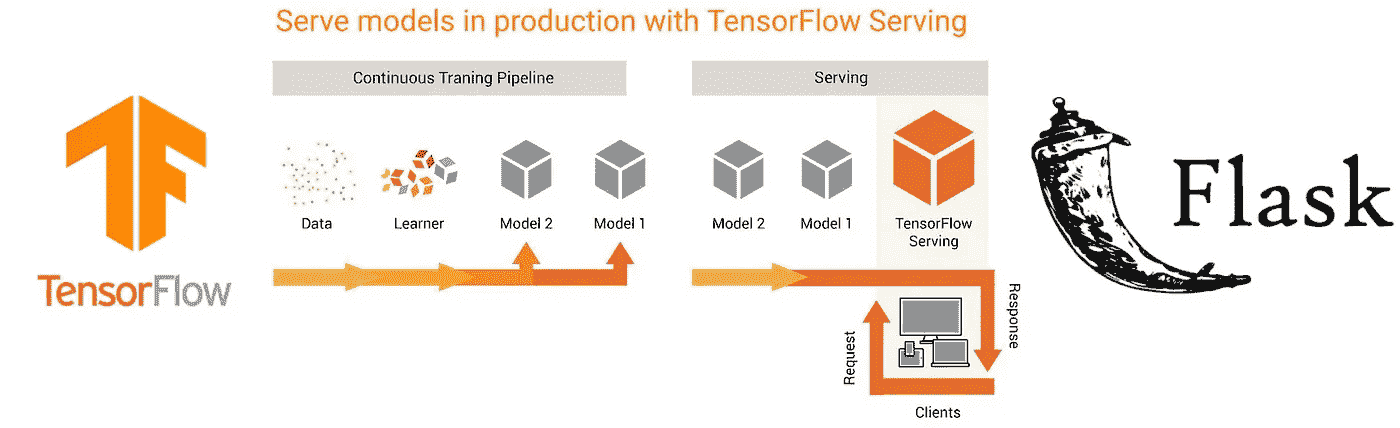 Serve models in production with TensorFlow Serving
Continuous Traning Pipeline
Serving
Data
Learner
Model 2
Model 1
Model 2
Model 1
TensorFlow
Serving
TensorFlow
Flask
Request
Response
Clients